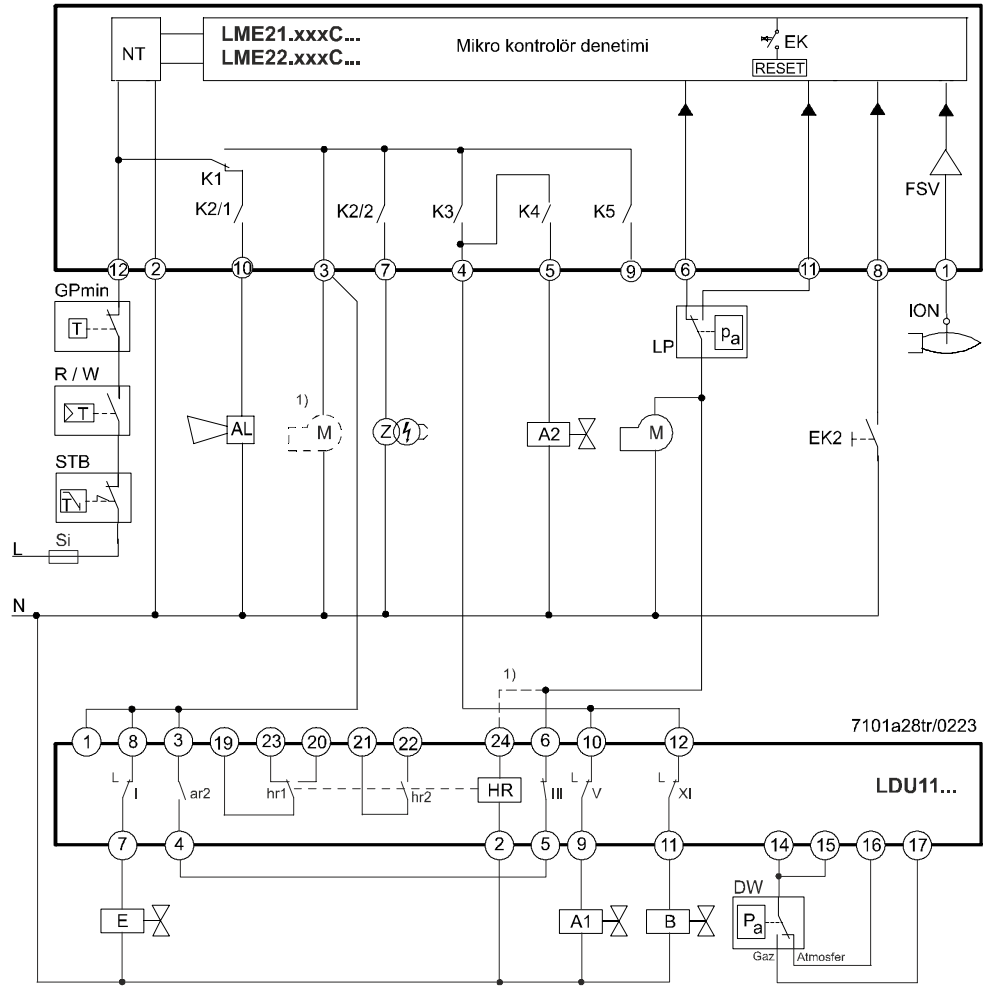 NT
LME21.xxxC...
LME22.xxxC...
Mikro kontrolör denetimi
EK
RESET
FSV
K1
K2/1
K2/2
K3
K4
K5
12
2
10
3
7
4
5
9
6
11
8
1
GPmin
T
R / W
T
STB
T
Si
L
N
AL
1)
M
Z
A2
LP
Pa
M
EK2
ION
1)
7101a28tr/0223
1
8
3
19
23
20
21
22
24
6
10
12
I
ar2
hr1
hr2
HR
III
V
XI
LDU11...
7
4
2
5
9
11
14
15
16
17
E
A1
B
DW
Pa
Gaz
Atmosfer